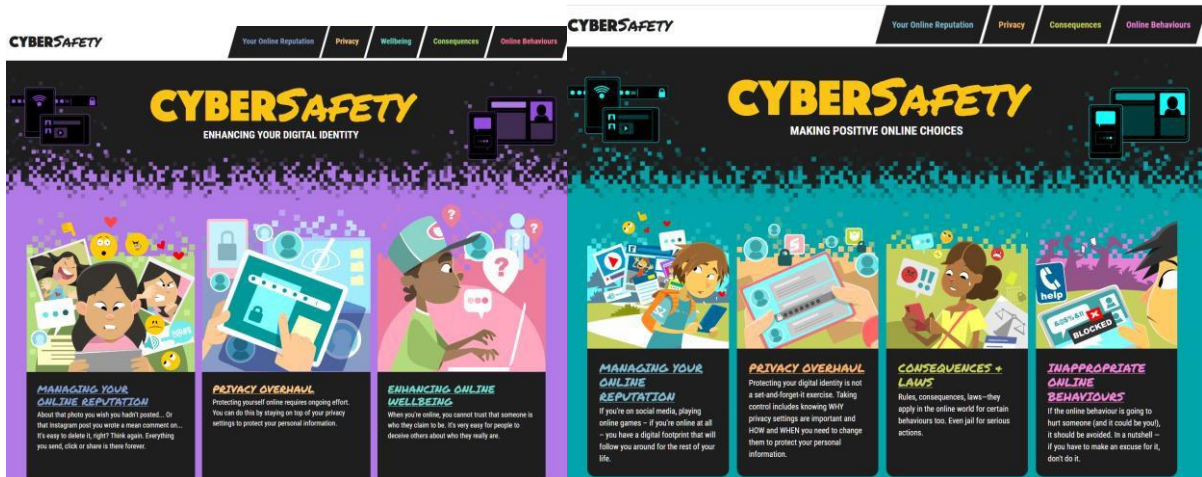 CYBERSAFETY
Your Online Reputation
Privacy
Wellbeing
Consequences
Online Behaviours
CYBERSAFETY
ENHANCING YOUR DIGITAL IDENTITY
MANAGING YOUR
ONLINE REPUTATION
About that photo you wish you hadn't posted... Or
that Instagram post you wrote a mean comment on...
It's easy to delete it, right? Think again. Everything
you send, click or share is there forever.
PRIVACY OVERHAUL
Protecting yourself online requires ongoing effort.
You can do this by staying on top of your privacy
settings to protect your personal information.
ENHANCING ONLINE
WELLBEING
When you're online, you cannot trust that someone is
who they claim to be. It's very easy for people to
deceive others about who they really are.
CYBERSAFETY
Your Online Reputation
Privacy
Consequences
Online Behaviours
CYBERSAFETY
MAKING POSITIVE ONLINE CHOICES
help
&$%&!!
BLOCKED
MANAGING YOUR
ONLINE
REPUTATION
If you're on social media, playing
online games – if you're online at all
– you have a digital footprint that will
follow you around for the rest of your
life.
PRIVACY OVERHAUL
Protecting your digital identity is not
a set-and-forget-it exercise. Taking
control includes knowing WHY
privacy settings are important and
HOW and WHEN you need to change
them to protect your personal
information.
CONSEQUENCES +
LAWS
Rules, consequences, laws—they
apply in the online world for certain
behaviours too. Even jail for serious
actions.
INAPPROPRIATE
ONLINE
BEHAVIOURS
If the online behaviour is going to
hurt someone (and it could be you!),
it should be avoided. In a nutshell –
if you have to make an excuse for it,
don't do it.